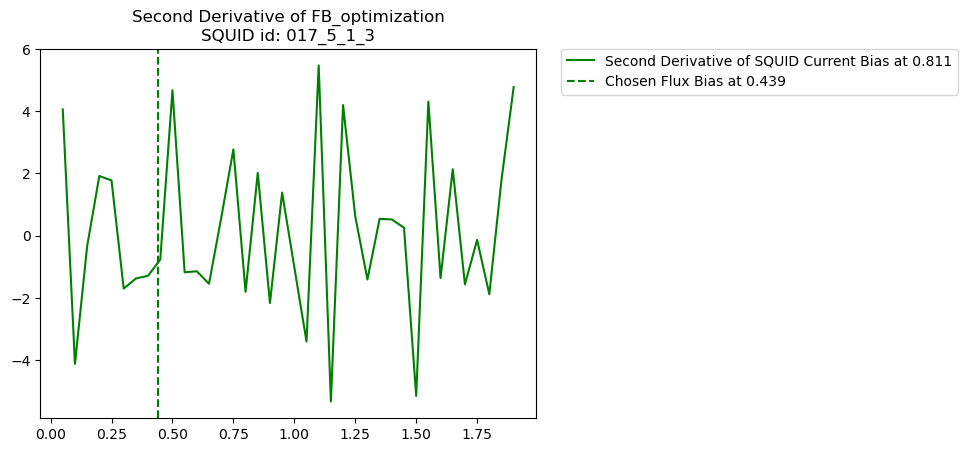 Second Derivative of FB_optimization
SQUID id: 017_5_1_3
Second Derivative of SQUID Current Bias at 0.811
Chosen Flux Bias at 0.439
6
4
2
0
−2
−4
0.00 0.25 0.50 0.75 1.00 1.25 1.50 1.75